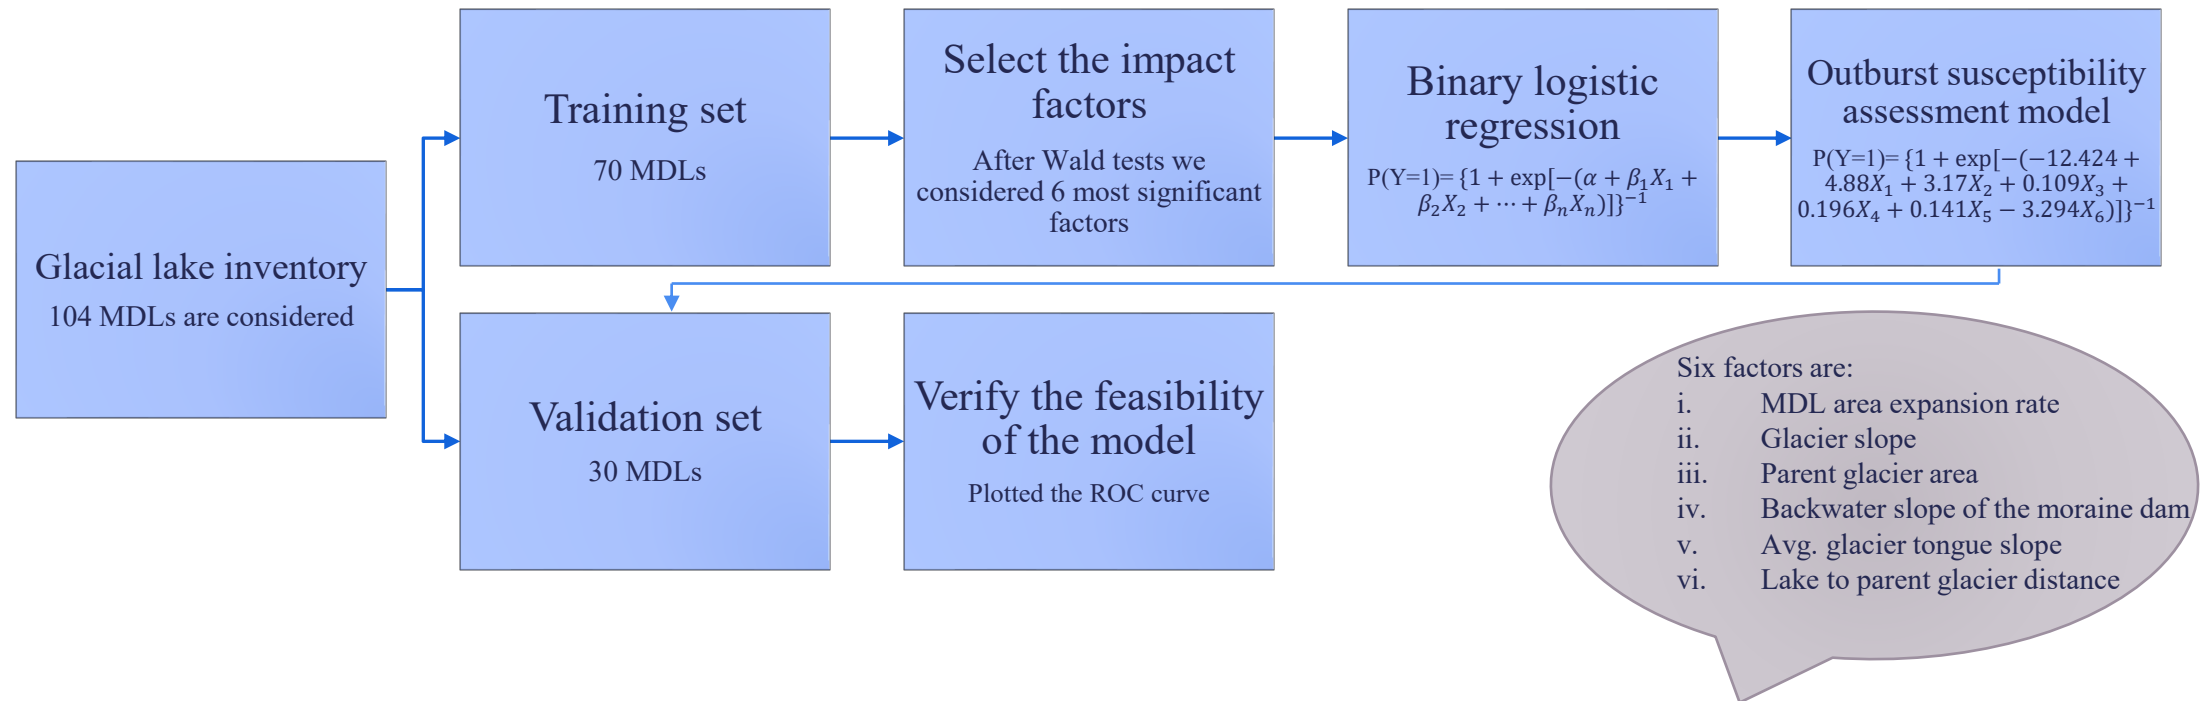 Glacial lake inventory
104 MDLs are considered
Training set
70 MDLs
Select the impact
factors
After Wald tests we
considered 6 most significant
factors
Binary logistic
regression
P(Y=1)= {1 + exp[−(α + β₁X₁ +
β₂X₂ + ⋯ + βₙXₙ)]}⁻¹
Outburst susceptibility
assessment model
P(Y=1)= {1 + exp[−(−12.424 +
4.88X₁ + 3.17X₂ + 0.109X₃ +
0.196X₄ + 0.141X₅ − 3.294X₆)]}⁻¹
Validation set
30 MDLs
Verify the feasibility
of the model
Plotted the ROC curve
Six factors are:
i. MDL area expansion rate
ii. Glacier slope
iii. Parent glacier area
iv. Backwater slope of the moraine dam
v. Avg. glacier tongue slope
vi. Lake to parent glacier distance